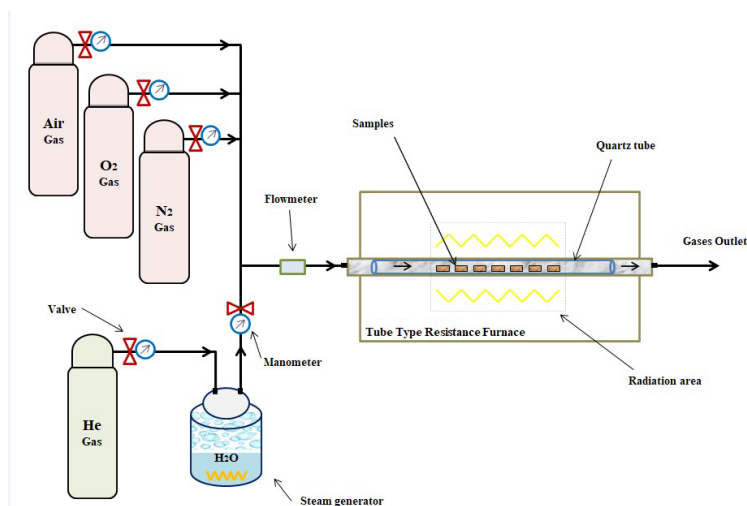 Air
Gas
O2
Gas
N2
Gas
Samples
Quartz tube
Flowmeter
Gases Outlet
Valve
Manometer
Tube Type Resistance Furnace
Radiation area
He
Gas
H2O
Steam generator